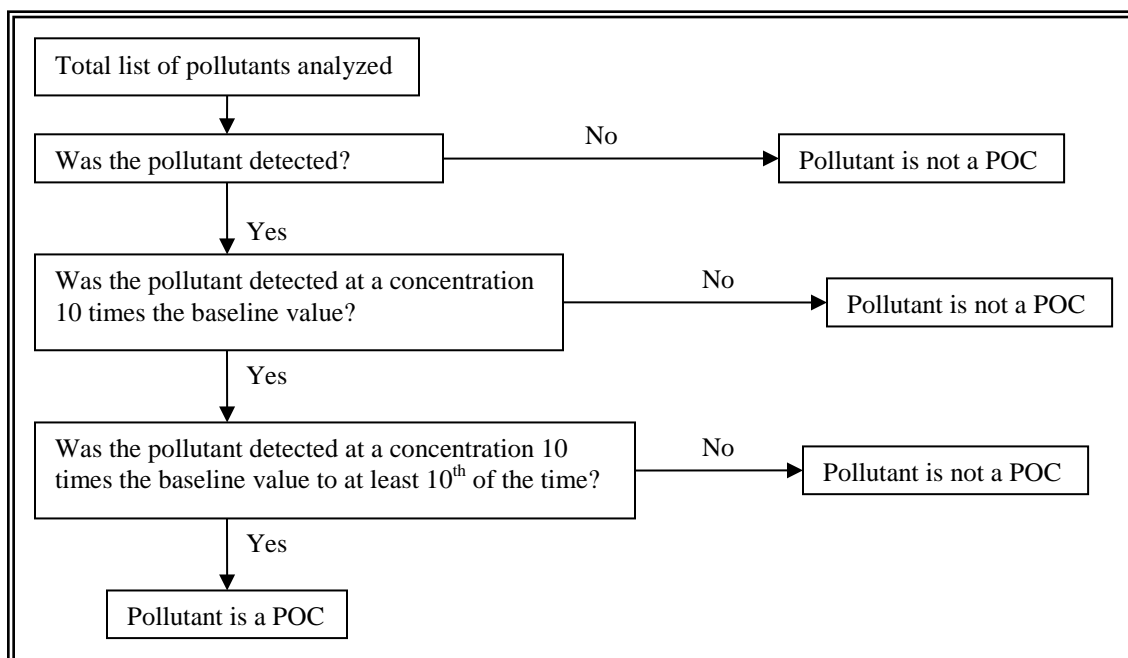 Total list of pollutants analyzed
Was the pollutant detected?
No
Pollutant is not a POC
Yes
Was the pollutant detected at a concentration
10 times the baseline value?
No
Pollutant is not a POC
Yes
Was the pollutant detected at a concentration 10
times the baseline value to at least 10th of the time?
No
Pollutant is not a POC
Yes
Pollutant is a POC